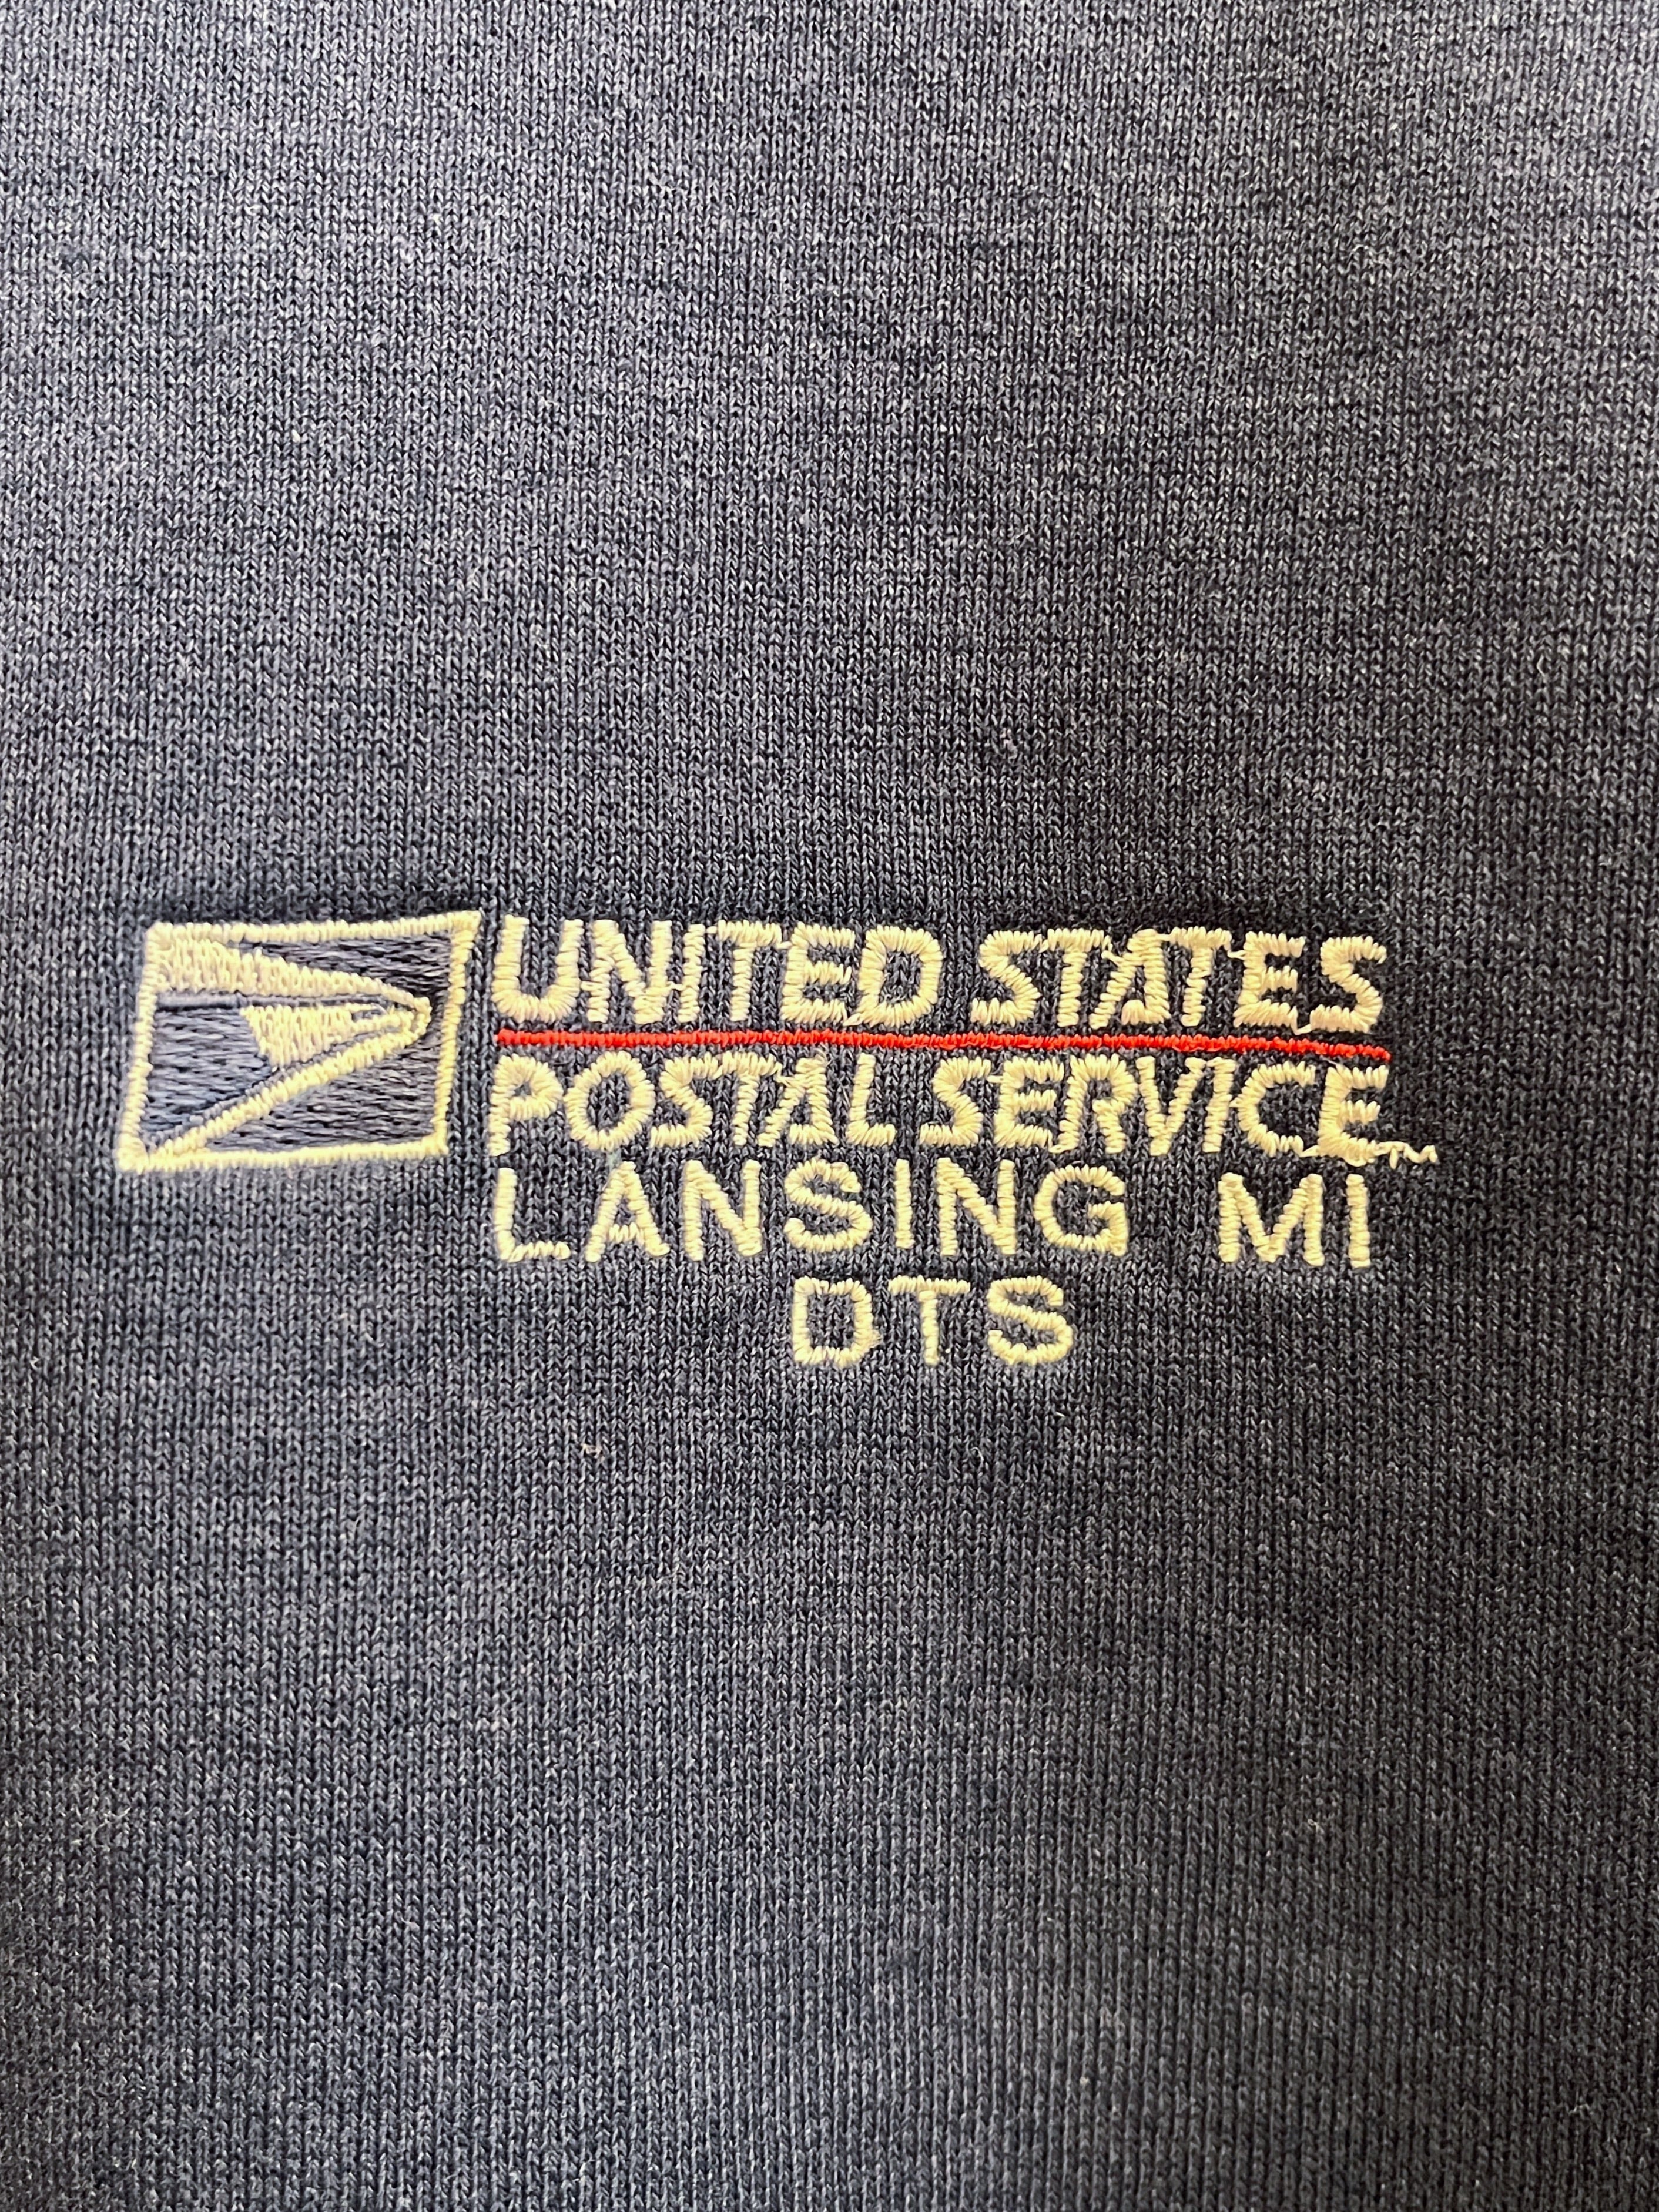 UNITED STATES
POSTAL SERVICE™
LANSING MI
DTS